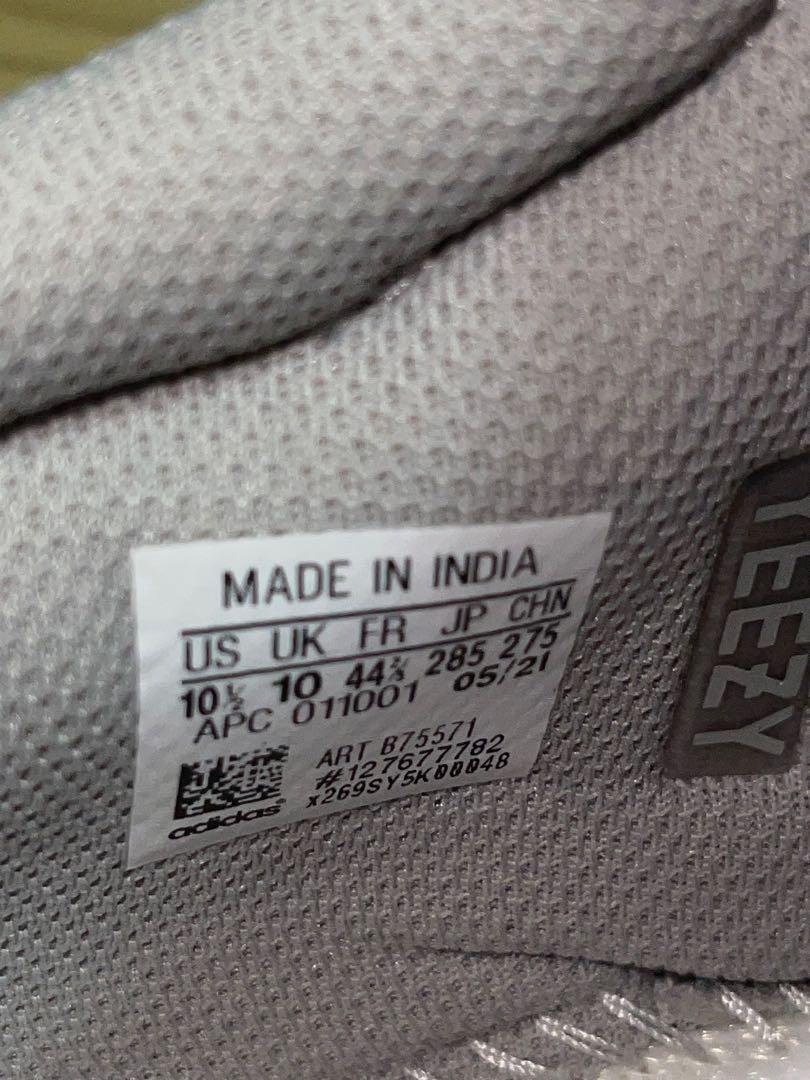 MADE IN INDIA
US UK FR JP CHN
10½ 10 44⅔ 285 275
APC 011001 05/21
ART B75571
#127677782
x269SY5K00048
adidas®
YEEZY